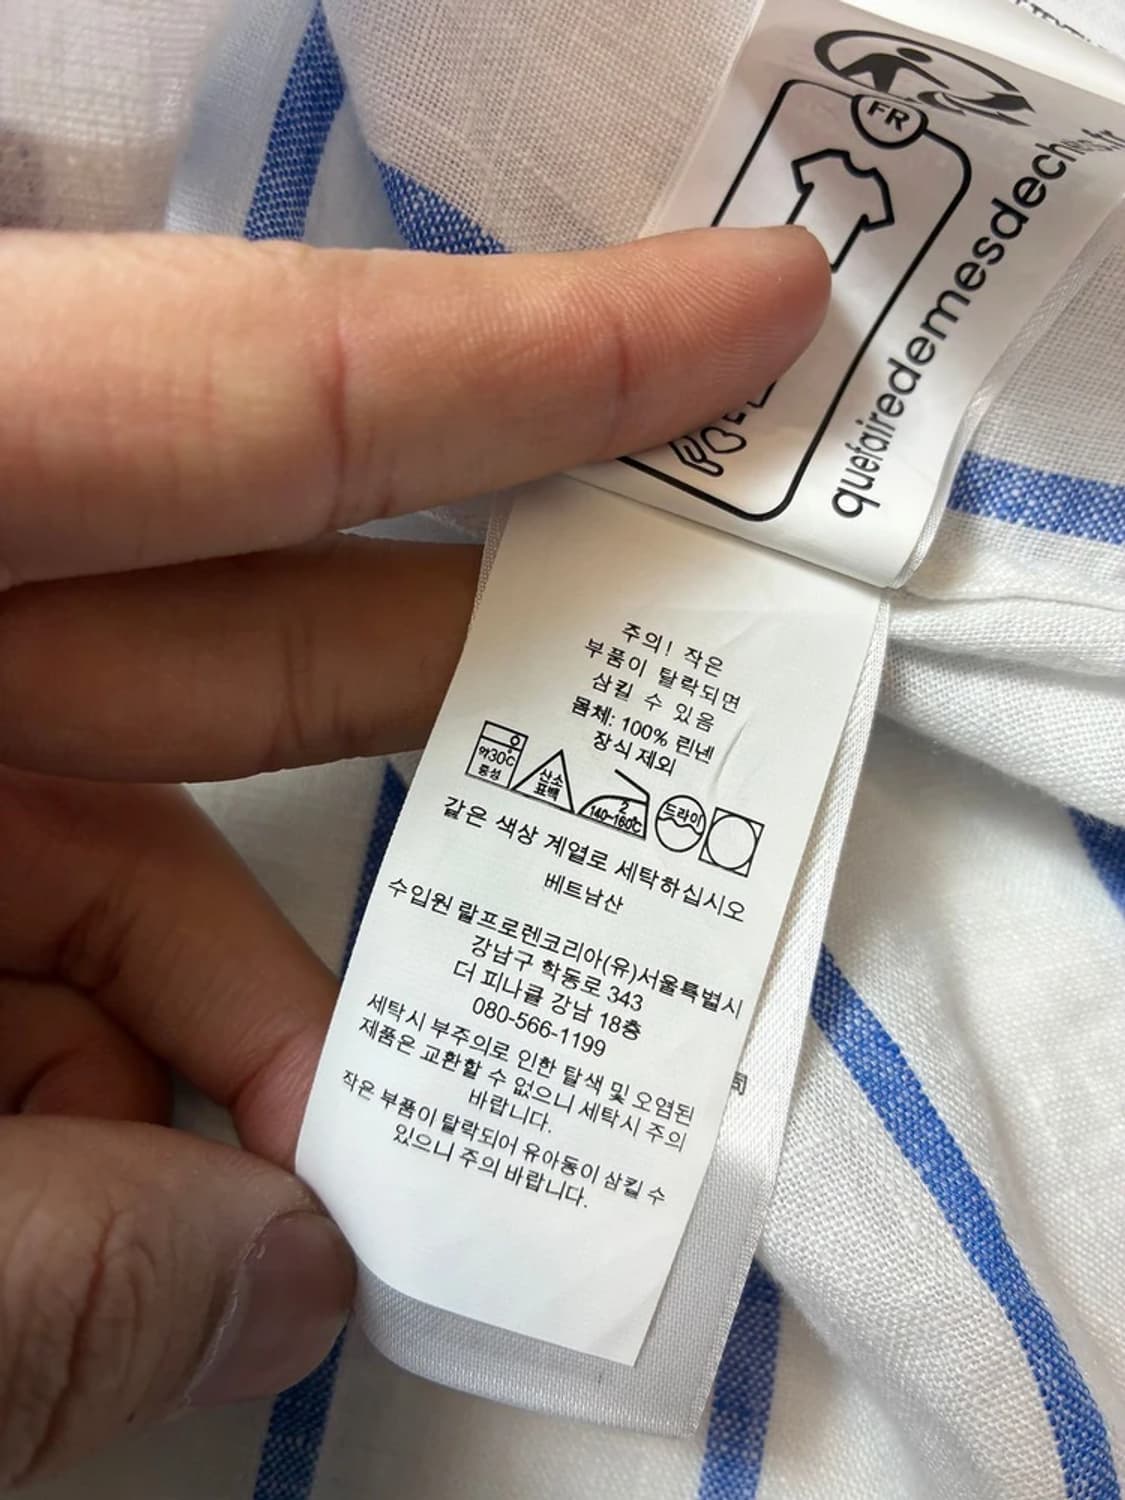 FR
quefairedemesdechets.fr
주의! 작은
부품이 탈락되면
삼킬 수 있음
몸체: 100% 린넨
장식 제외
약30℃
중성
산소
표백
2
140~160℃
드라이
같은 색상 계열로 세탁하십시오
베트남산
수입원 랄프로렌코리아(유)서울특별시
강남구 학동로 343
더 피나클 강남 18층
080-566-1199
세탁시 부주의로 인한 탈색 및 오염된
제품은 교환할 수 없으니 세탁시 주의
바랍니다.
작은 부품이 탈락되어 유아동이 삼킬 수
있으니 주의 바랍니다.